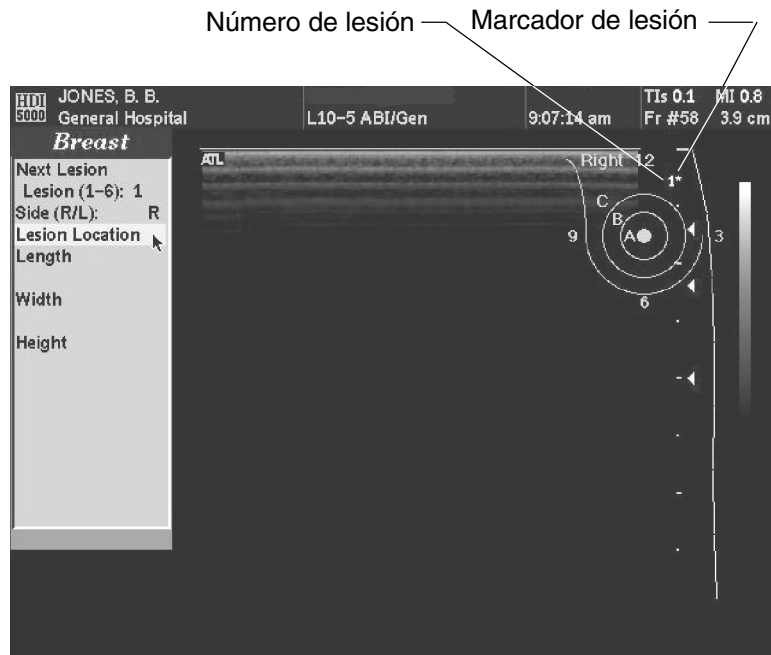 Número de lesión Marcador de lesión
HDI 5000
JONES, B. B.
General Hospital
L10-5 ABI/Gen
9:07:14 am
TIs 0.1 MI 0.8
Fr #58 3.9 cm
Breast
Next Lesion
Lesion (1-6): 1
Side (R/L): R
Lesion Location
Length
Width
Height
ATL
Right 12
1*
C
B
A
9
3
6